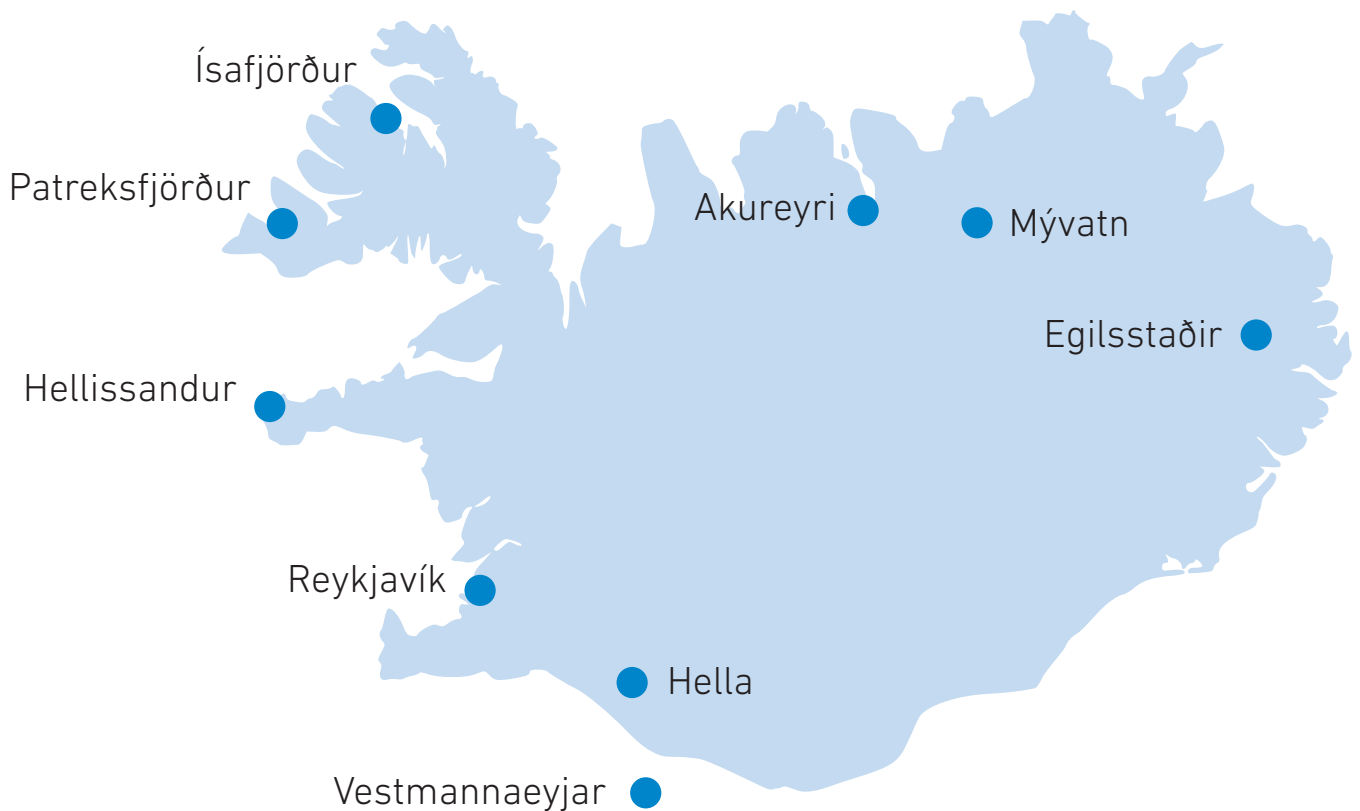 Ísafjörður
Patreksfjörður
Akureyri
Mývatn
Egilsstaðir
Hellissandur
Reykjavík
Hella
Vestmannaeyjar